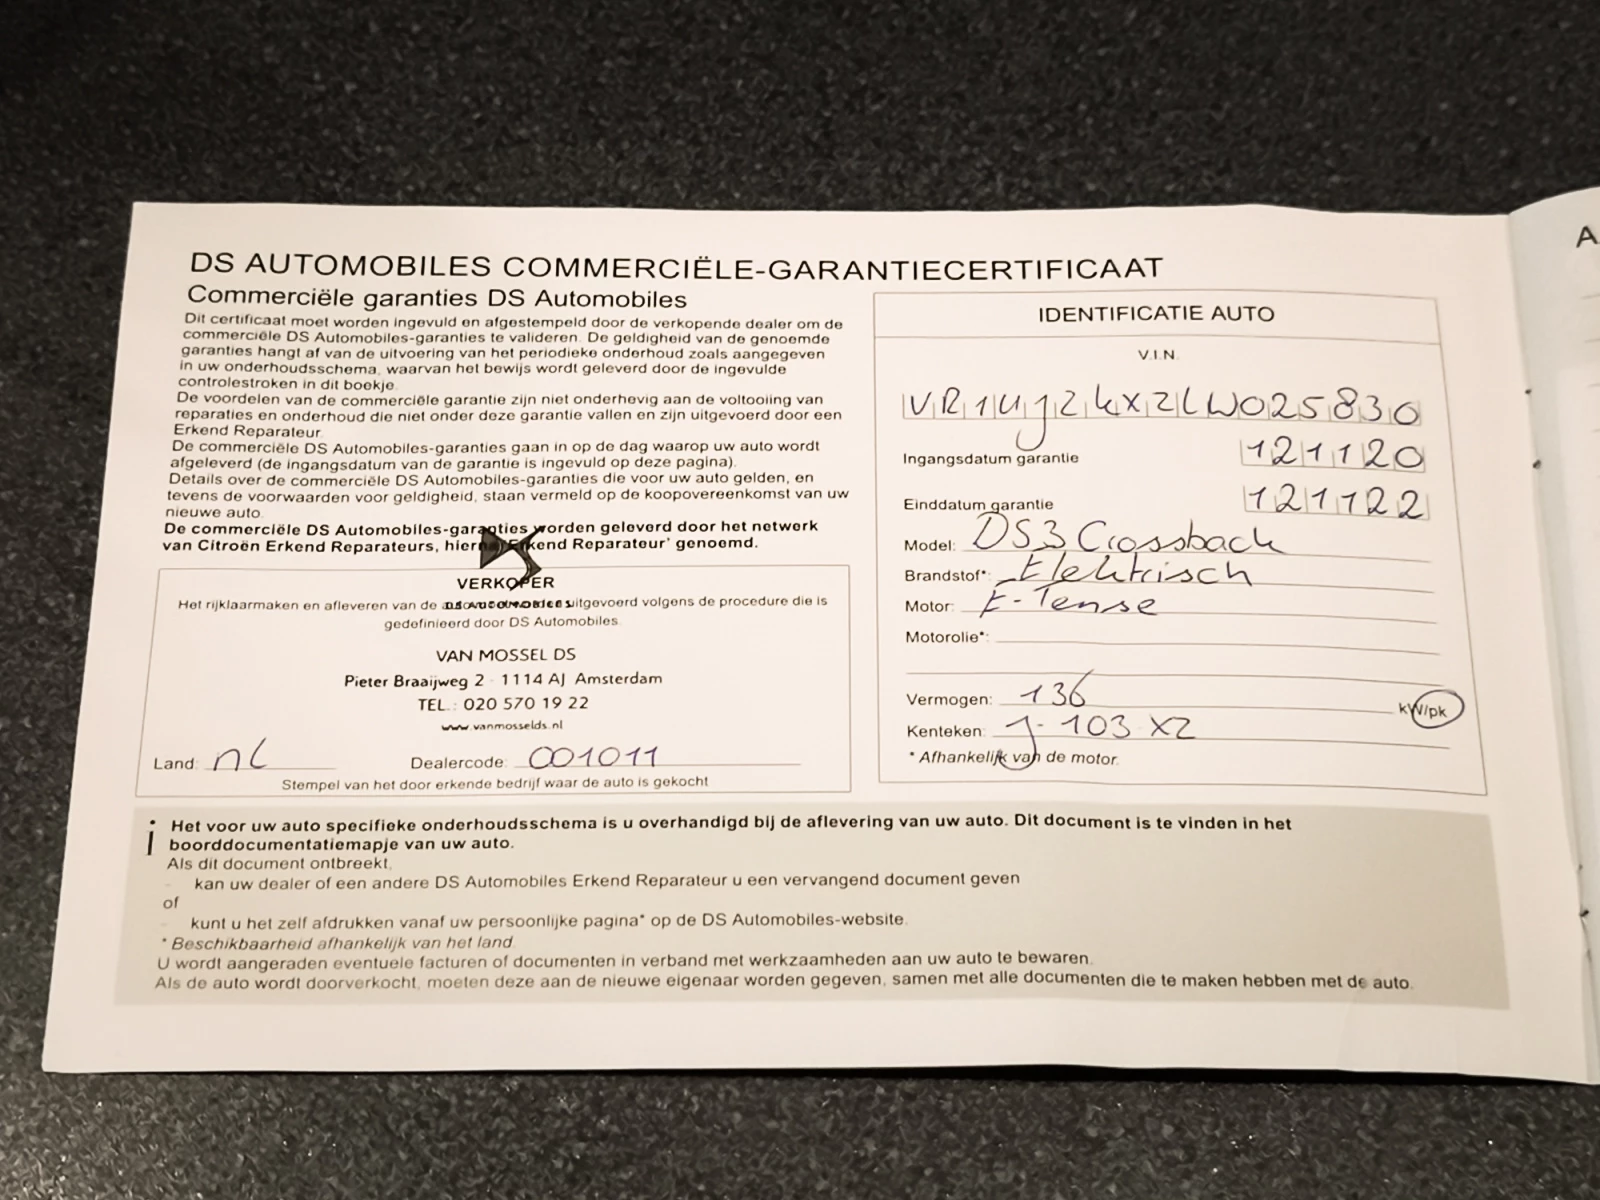 DS AUTOMOBILES COMMERCIËLE-GARANTIECERTIFICAAT
Commerciële garanties DS Automobiles
Dit certificaat moet worden ingevuld en afgestempeld door de verkopende dealer om de
commerciële DS Automobiles-garanties te valideren. De geldigheid van de genoemde
garanties hangt af van de uitvoering van het periodieke onderhoud zoals aangegeven
in uw onderhoudsschema, waarvan het bewijs wordt geleverd door de ingevulde
controlestroken in dit boekje.
De voordelen van de commerciële garantie zijn niet onderhevig aan de voltooiing van
reparaties en onderhoud die niet onder deze garantie vallen en zijn uitgevoerd door een
Erkend Reparateur.
De commerciële DS Automobiles-garanties gaan in op de dag waarop uw auto wordt
afgeleverd (de ingangsdatum van de garantie is ingevuld op deze pagina).
Details over de commerciële DS Automobiles-garanties die voor uw auto gelden, en
tevens de voorwaarden voor geldigheid, staan vermeld op de koopovereenkomst van uw
nieuwe auto.
De commerciële DS Automobiles-garanties worden geleverd door het netwerk
van Citroën Erkend Reparateurs, hierna 'Erkend Reparateur' genoemd.
VERKOPER
Het rijklaarmaken en afleveren van de uitgevoerd volgens de procedure die is
DS AUTOMOBILES
gedefinieerd door DS Automobiles.
VAN MOSSEL DS
Pieter Braaijweg 2 - 1114 AJ Amsterdam
TEL.: 020 570 19 22
www.vanmosselds.nl
Land: nl Dealercode: 001011
Stempel van het door erkende bedrijf waar de auto is gekocht
IDENTIFICATIE AUTO
V.I.N.
VR1UJZKXZLW025830
Ingangsdatum garantie 121120
Einddatum garantie 121122
Model: DS3 Crossback
Brandstof*: Elektrisch
Motor: E-Tense
Motorolie*:
Vermogen: 136 kW/pk
Kenteken: J-103-XZ
* Afhankelijk van de motor.
i Het voor uw auto specifieke onderhoudsschema is u overhandigd bij de aflevering van uw auto. Dit document is te vinden in het
boorddocumentatiemapje van uw auto.
Als dit document ontbreekt,
- kan uw dealer of een andere DS Automobiles Erkend Reparateur u een vervangend document geven
of
- kunt u het zelf afdrukken vanaf uw persoonlijke pagina* op de DS Automobiles-website.
* Beschikbaarheid afhankelijk van het land.
U wordt aangeraden eventuele facturen of documenten in verband met werkzaamheden aan uw auto te bewaren.
Als de auto wordt doorverkocht, moeten deze aan de nieuwe eigenaar worden gegeven, samen met alle documenten die te maken hebben met de auto.